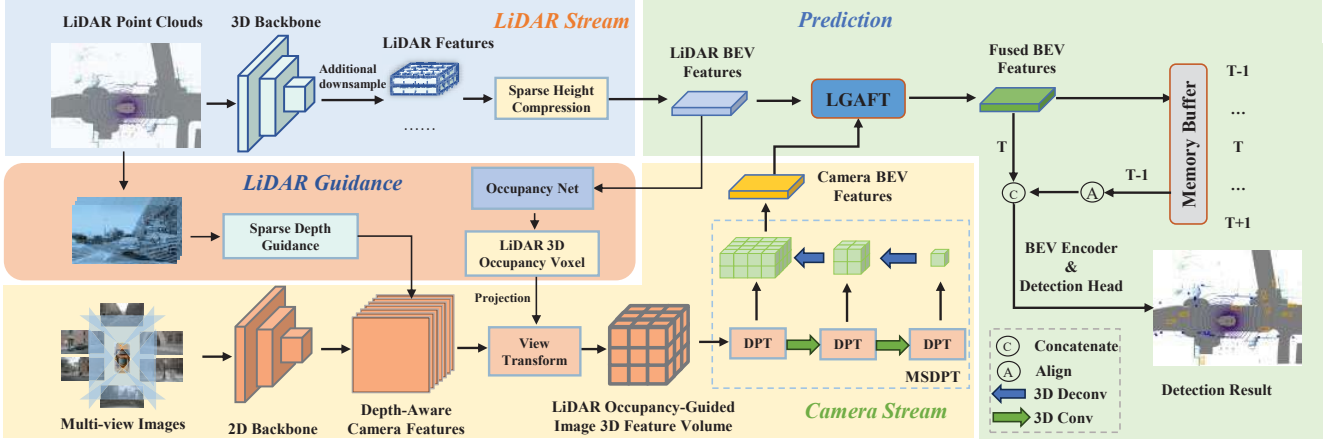 LiDAR Point Clouds
3D Backbone
LiDAR Stream
LiDAR Features
Additional
downsample
......
Sparse Height
Compression
Prediction
LiDAR BEV
Features
LGAFT
Fused BEV
Features
Memory Buffer
T-1
...
T
...
T+1
T
T-1
C
A
BEV Encoder
&
Detection Head
LiDAR Guidance
Sparse Depth
Guidance
Occupancy Net
LiDAR 3D
Occupancy Voxel
Projection
Camera BEV
Features
Multi-view Images
2D Backbone
Depth-Aware
Camera Features
View
Transform
LiDAR Occupancy-Guided
Image 3D Feature Volume
DPT
DPT
DPT
MSDPT
Camera Stream
C Concatenate
A Align
3D Deconv
3D Conv
Detection Result